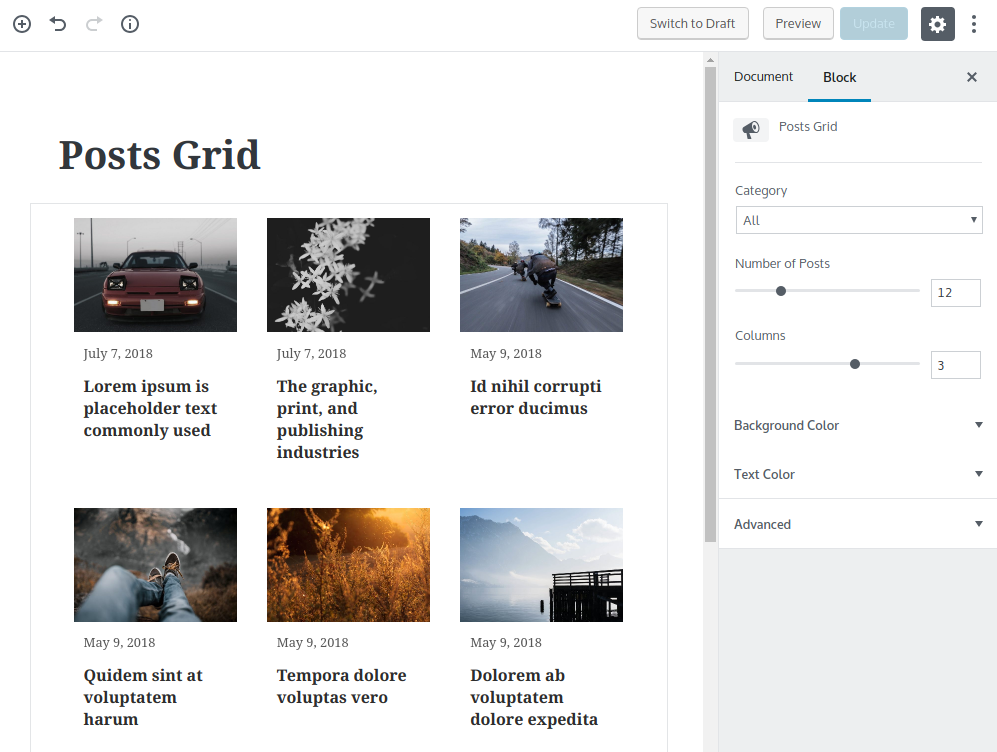 Switch to Draft Preview Update
Document Block
Posts Grid
Posts Grid
Category
All
Number of Posts
12
Columns
3
Background Color
Text Color
Advanced
July 7, 2018
Lorem ipsum is
placeholder text
commonly used
July 7, 2018
The graphic,
print, and
publishing
industries
May 9, 2018
Id nihil corrupti
error ducimus
May 9, 2018
Quidem sint at
voluptatem
harum
May 9, 2018
Tempora dolore
voluptas vero
May 9, 2018
Dolorem ab
voluptatem
dolore expedita